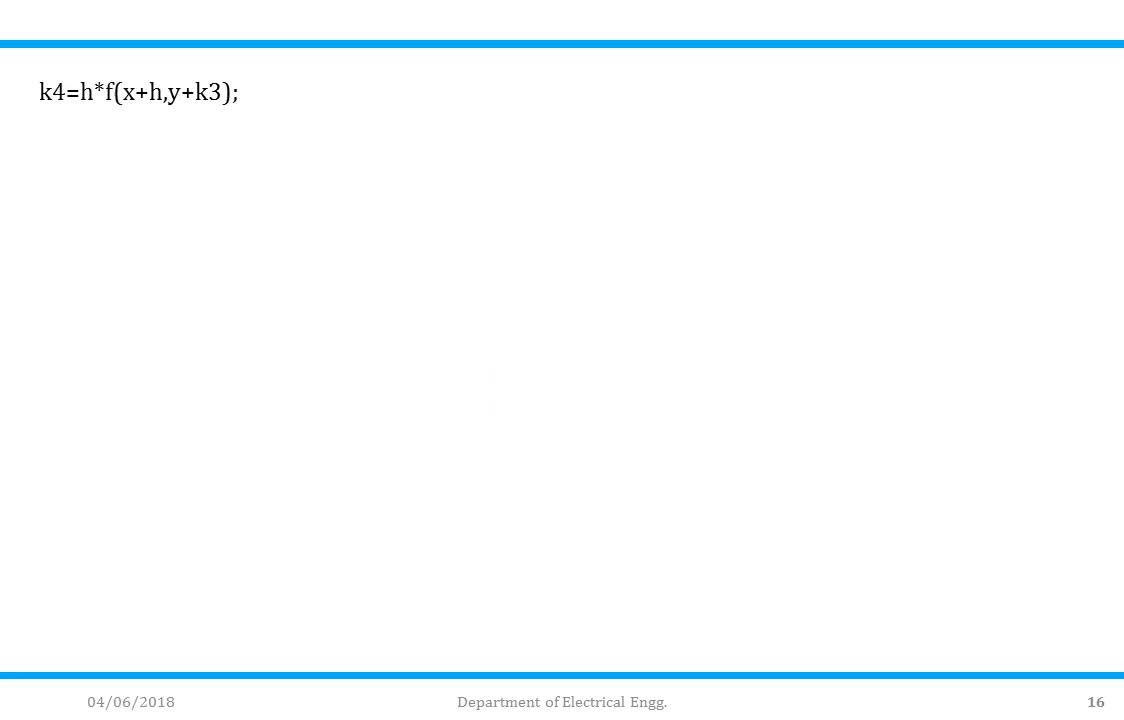 k4=h*f(x+h,y+k3);
04/06/2018
Department of Electrical Engg.
16